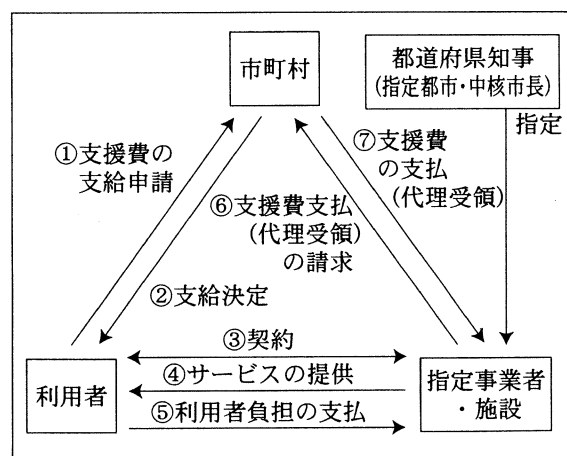 市町村
都道府県知事
(指定都市・中核市長)
指定
①支援費の
支給申請
⑦支援費
の支払
(代理受領)
⑥支援費支払
(代理受領)
の請求
②支給決定
③契約
④サービスの提供
⑤利用者負担の支払
利用者
指定事業者
・施設